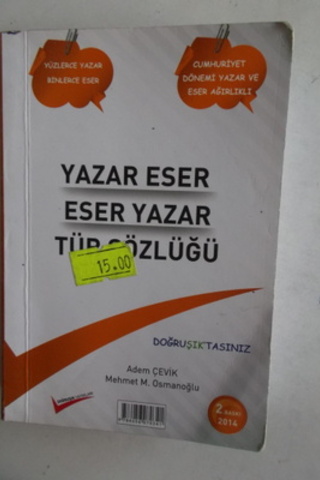 YÜZLERCE YAZAR
BİNLERCE ESER
CUMHURİYET
DÖNEMİ YAZAR VE
ESER AĞIRLIKLI
YAZAR ESER
ESER YAZAR
TÜR SÖZLÜĞÜ
15.00
DOĞRUŞIKTASINIZ
Adem ÇEVİK
Mehmet M. Osmanoğlu
2. BASKI
2014